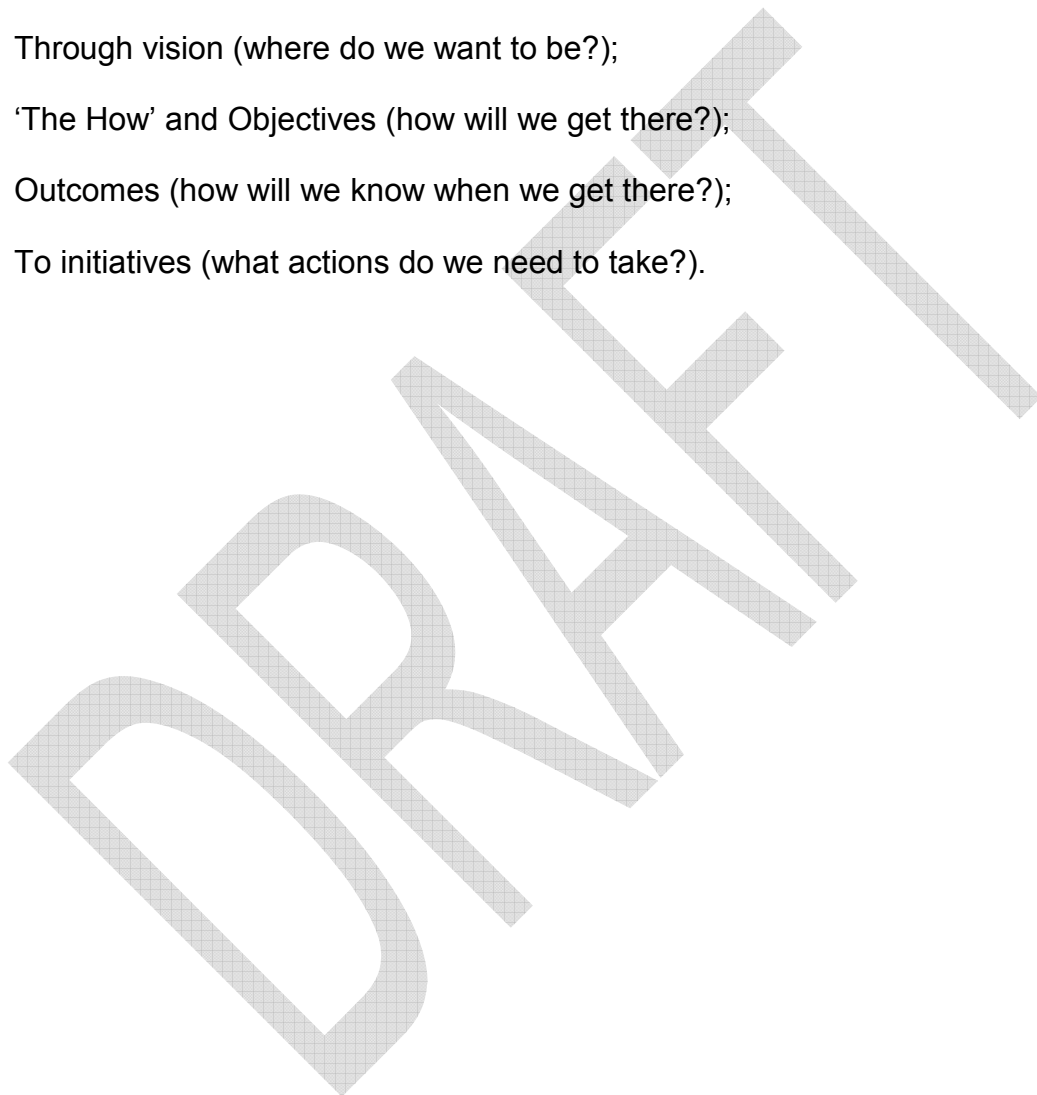 Through vision (where do we want to be?);
‘The How’ and Objectives (how will we get there?);
Outcomes (how will we know when we get there?);
To initiatives (what actions do we need to take?).
DRAFT